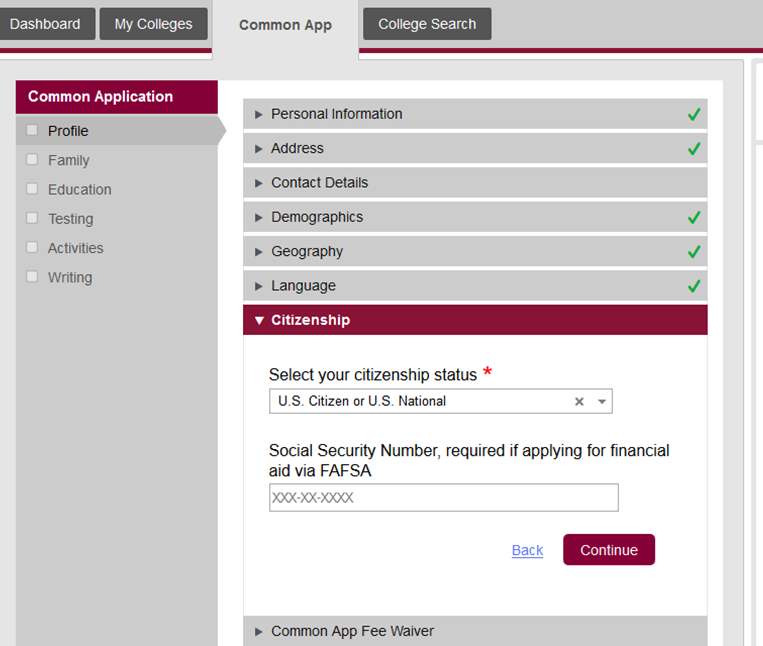 Dashboard
My Colleges
Common App
College Search
Common Application
Profile
Family
Education
Testing
Activities
Writing
Personal Information
Address
Contact Details
Demographics
Geography
Language
Citizenship
Select your citizenship status *
U.S. Citizen or U.S. National
Social Security Number, required if applying for financial
aid via FAFSA
XXX-XX-XXXX
Back
Continue
Common App Fee Waiver